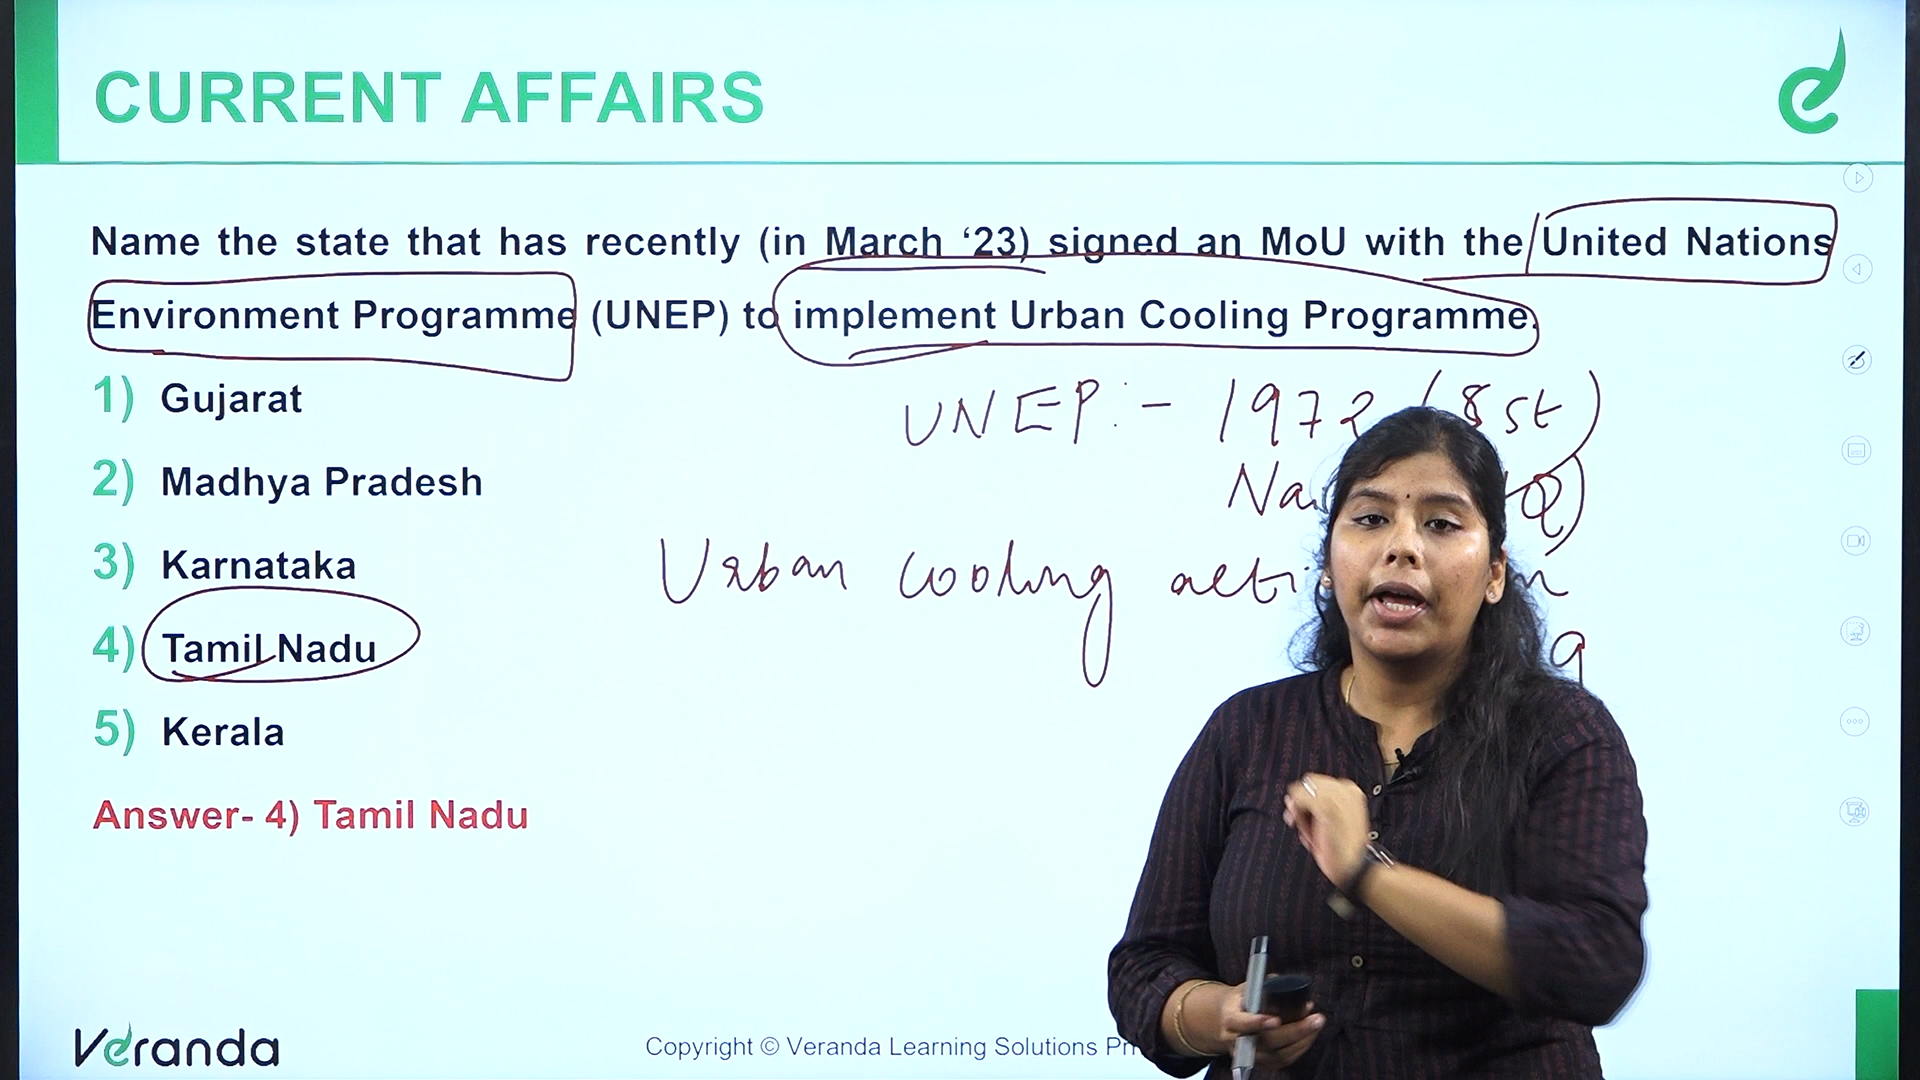 CURRENT AFFAIRS
Name the state that has recently (in March ‘23) signed an MoU with the United Nations
Environment Programme (UNEP) to implement Urban Cooling Programme.
1) Gujarat
2) Madhya Pradesh
3) Karnataka
4) Tamil Nadu
5) Kerala
Answer- 4) Tamil Nadu
UNEP:- 1972
Urban cooling
Veranda
Copyright © Veranda Learning Solutions